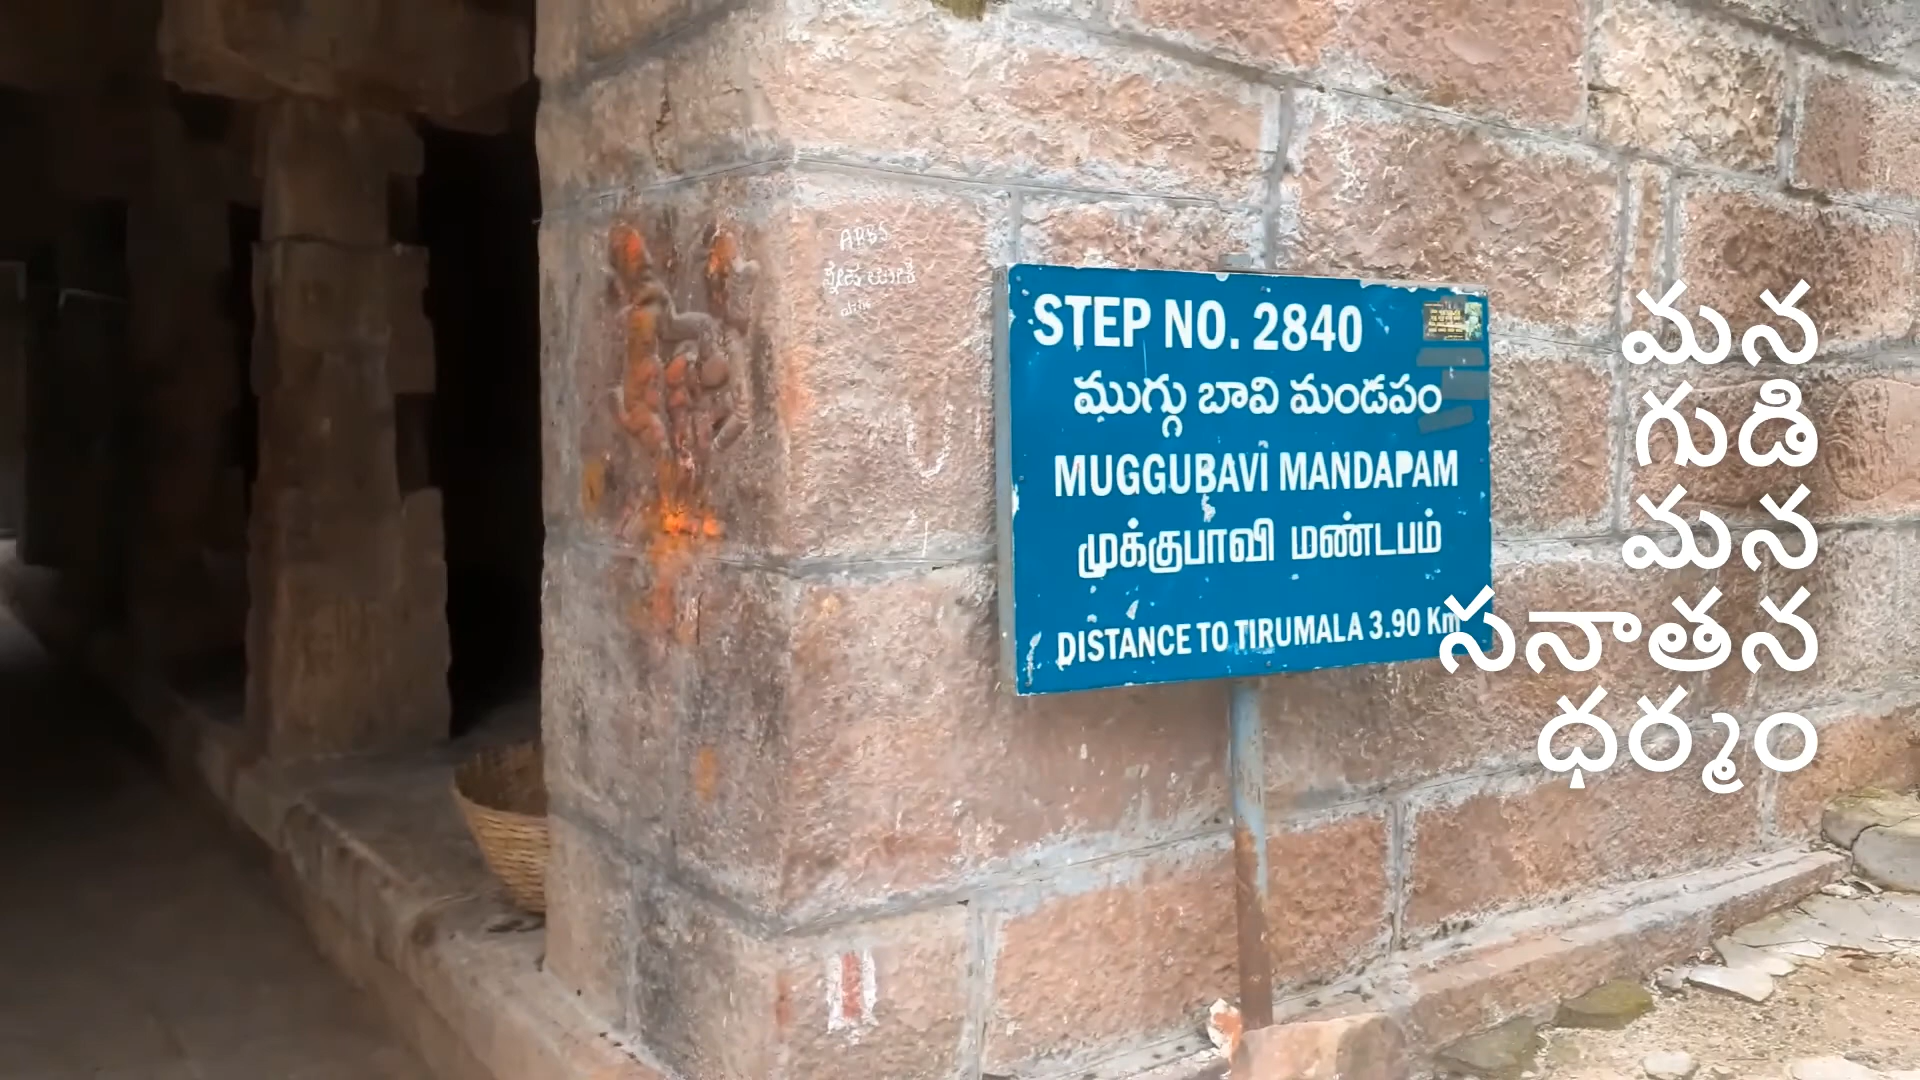 ARBS
STEP NO. 2840
ముగ్గు బావి మండపం
MUGGUBAVI MANDAPAM
முக்குபாவி மண்டபம்
DISTANCE TO TIRUMALA 3.90 Km
మన
గుడి
మన
సనాతన
ధర్మం